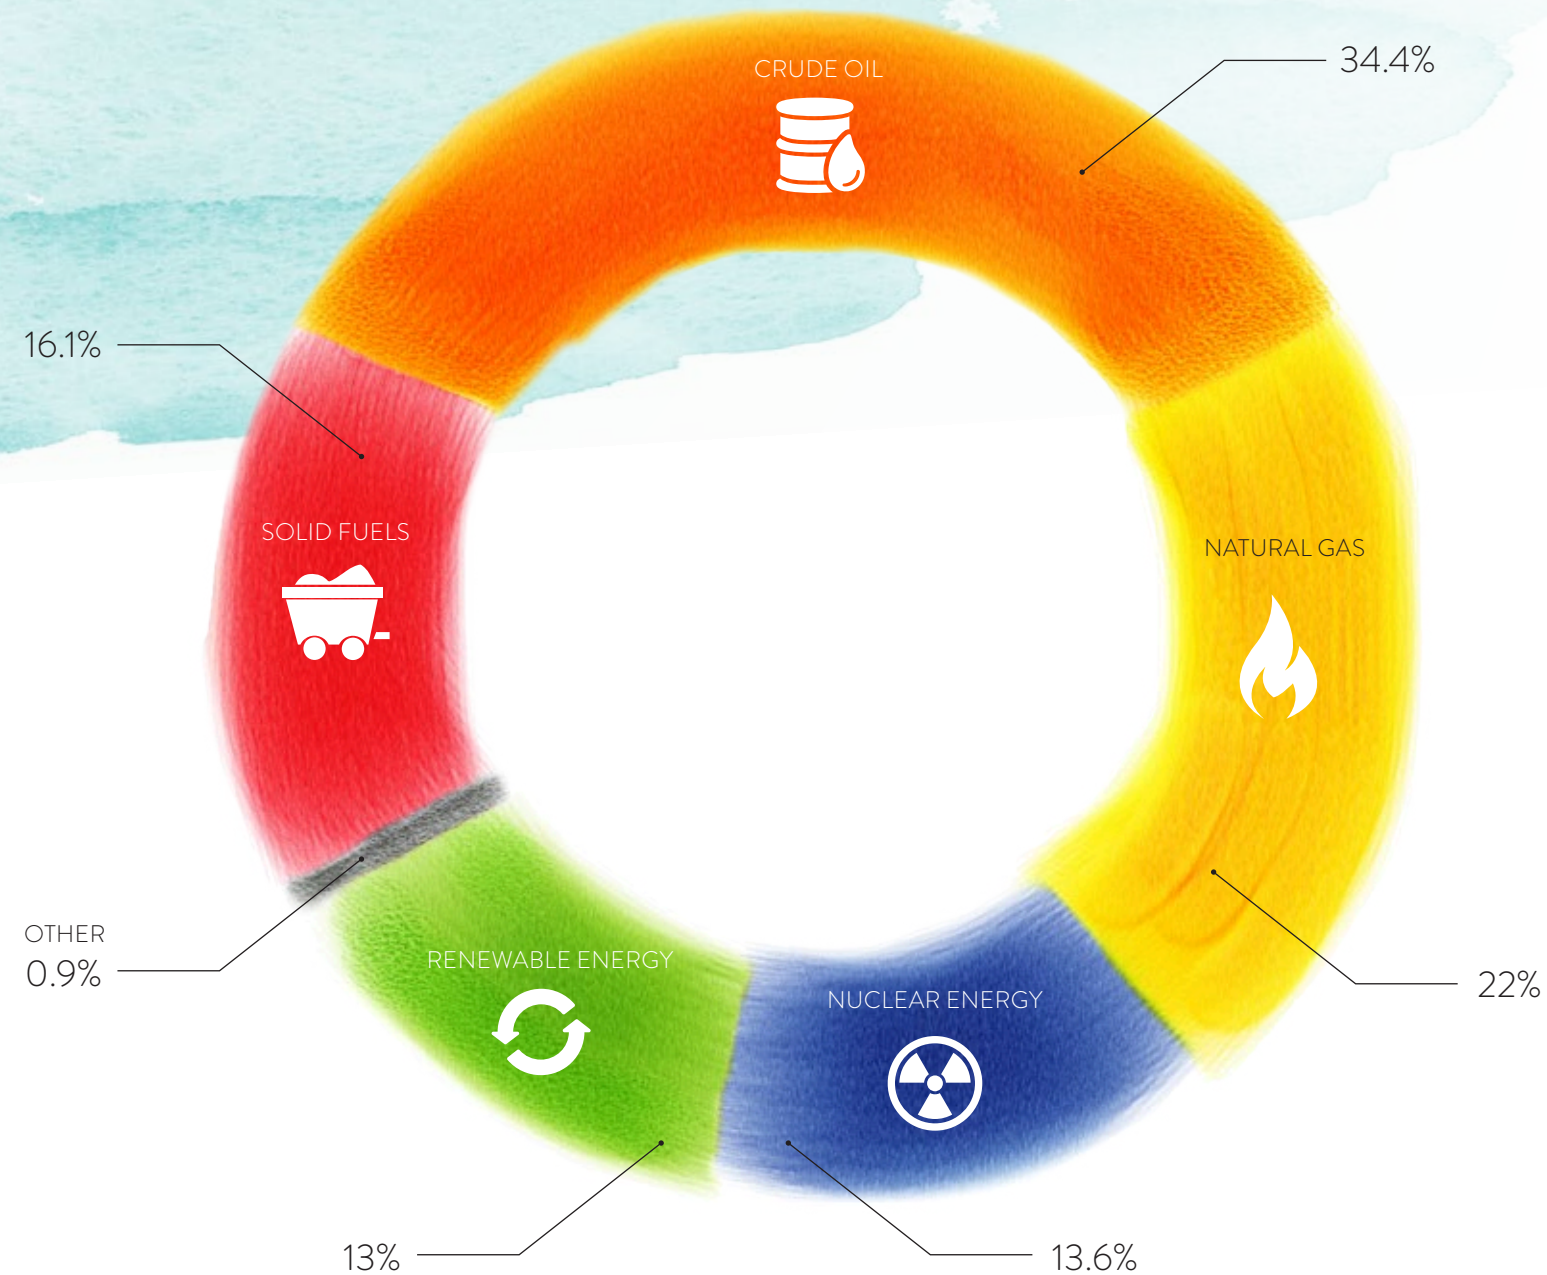 CRUDE OIL
34.4%
16.1%
SOLID FUELS
NATURAL GAS
OTHER
0.9%
RENEWABLE ENERGY
NUCLEAR ENERGY
22%
13%
13.6%